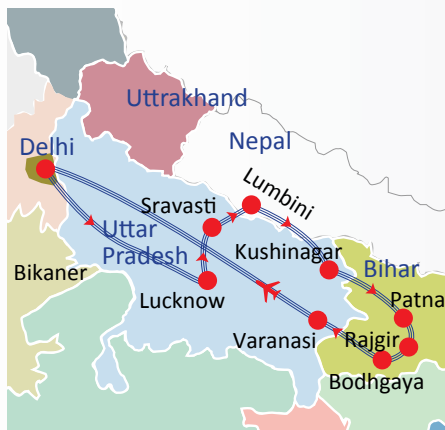 Uttrakhand
Nepal
Delhi
Lumbini
Sravasti
Uttar
Pradesh
Kushinagar
Bihar
Bikaner
Lucknow
Patna
Varanasi
Rajgir
Bodhgaya